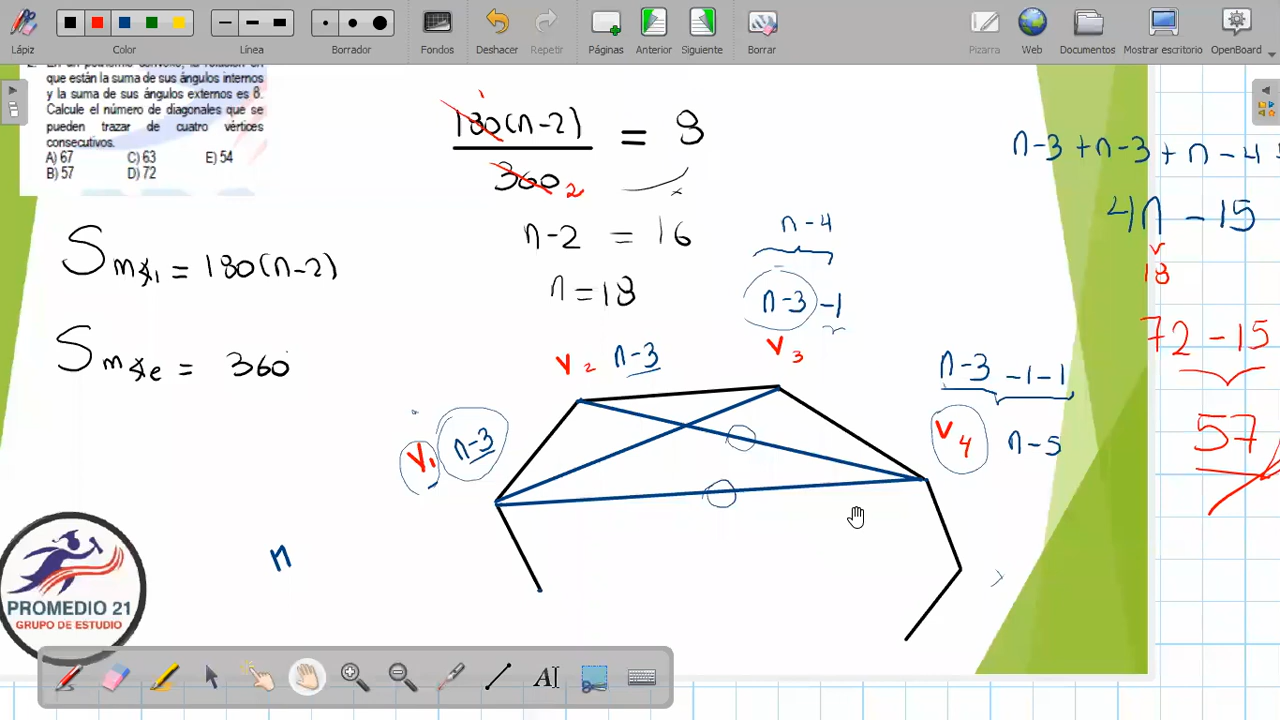 Lápiz
Color
Línea
Borrador
Fondos
Deshacer
Repetir
Páginas
Anterior
Siguiente
Borrar
Pizarra
Web
Documentos
Mostrar escritorio
OpenBoard
que están la suma de sus ángulos internos
y la suma de sus ángulos externos es 8.
Calcule el número de diagonales que se
pueden trazar de cuatro vértices
consecutivos.
A) 67 C) 63 E) 54
B) 57 D) 72
1
180(n-2) = 8
360 2
n-2 = 16
n = 18
Sm∢i = 180(n-2)
Sm∢e = 360
n-4
n-3 -1
V2 n-3
V3
V1 n-3
n-3 -1-1
V4 n-5
n-3 + n-3 + n-4
4n - 15
18
72 - 15
57
n
PROMEDIO 21
GRUPO DE ESTUDIO
AI